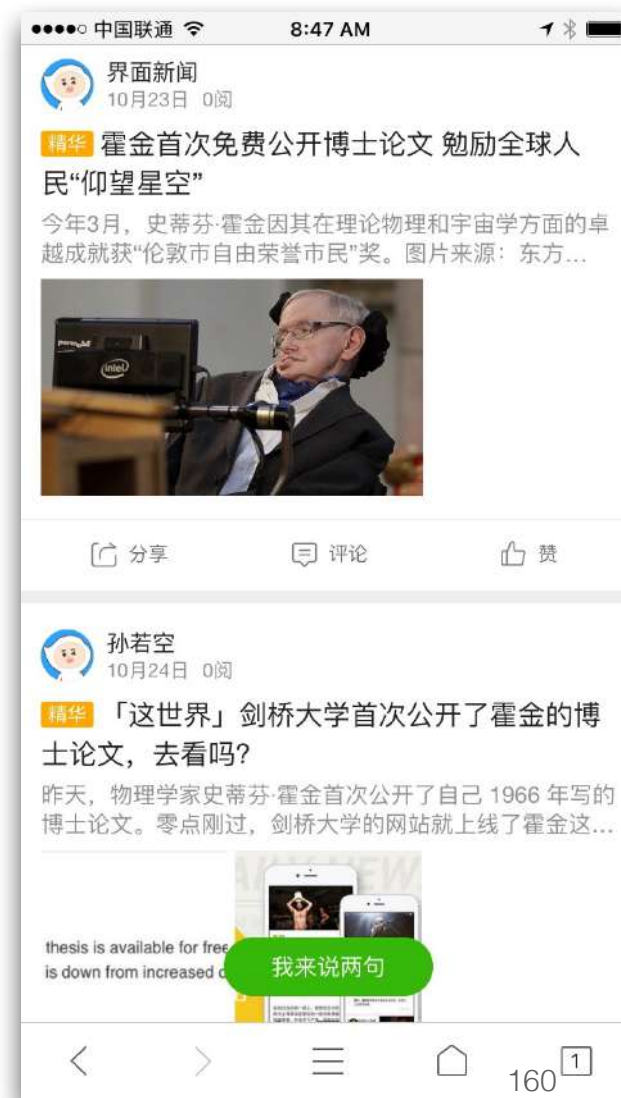 中国联通 8:47 AM
界面新闻
10月23日 0阅
精华 霍金首次免费公开博士论文 勉励全球人
民“仰望星空”
今年3月，史蒂芬·霍金因其在理论物理和宇宙学方面的卓
越成就获“伦敦市自由荣誉市民”奖。图片来源：东方...
intel
分享 评论 赞
孙若空
10月24日 0阅
精华 「这世界」剑桥大学首次公开了霍金的博
士论文，去看吗？
昨天，物理学家史蒂芬·霍金首次公开了自己 1966 年写的
博士论文。零点刚过，剑桥大学的网站就上线了霍金这...
thesis is available for free
is down from increased
我来说两句
1
160